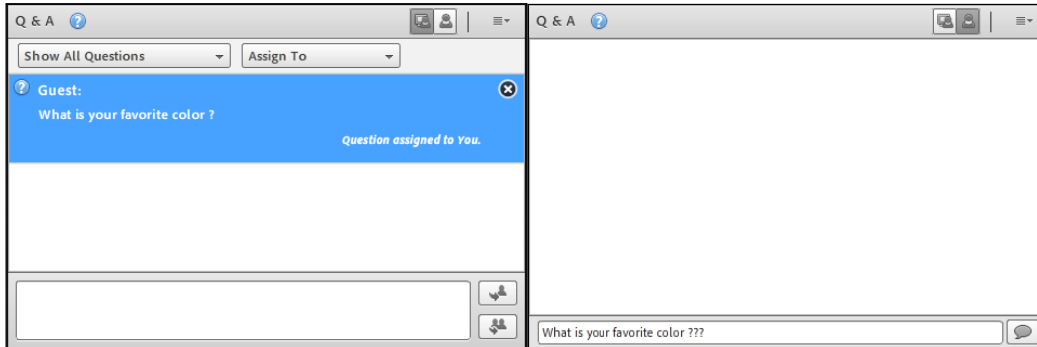 Q & A
Show All Questions
Assign To
Guest:
What is your favorite color ?
Question assigned to You.
Q & A
What is your favorite color ???